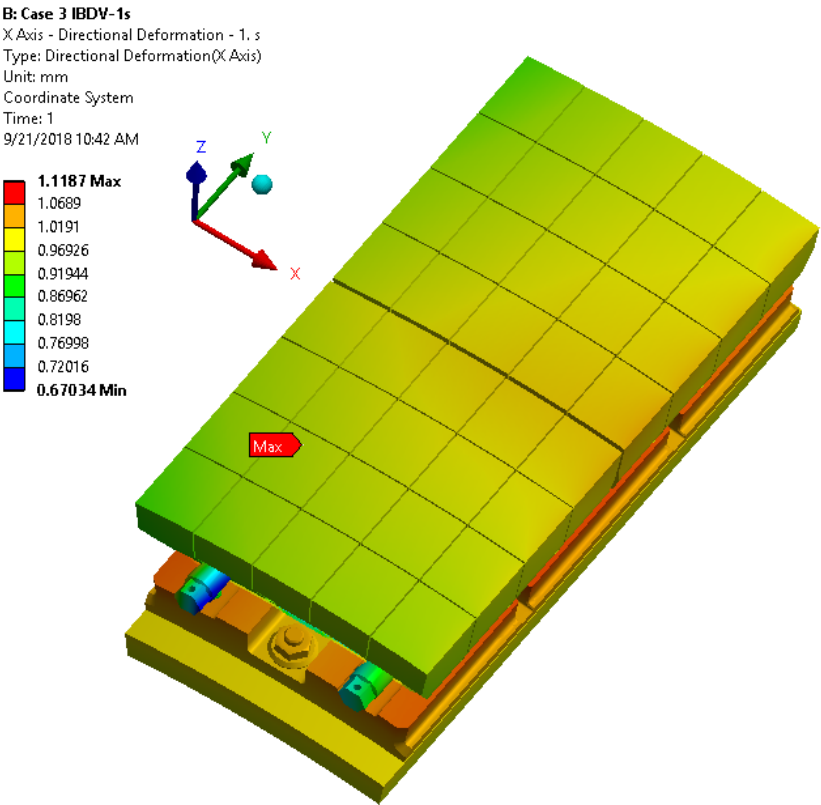 B: Case 3 IBDV-1s
X Axis - Directional Deformation - 1. s
Type: Directional Deformation(X Axis)
Unit: mm
Coordinate System
Time: 1
9/21/2018 10:42 AM
Z
Y
X
1.1187 Max
1.0689
1.0191
0.96926
0.91944
0.86962
0.8198
0.76998
0.72016
0.67034 Min
Max